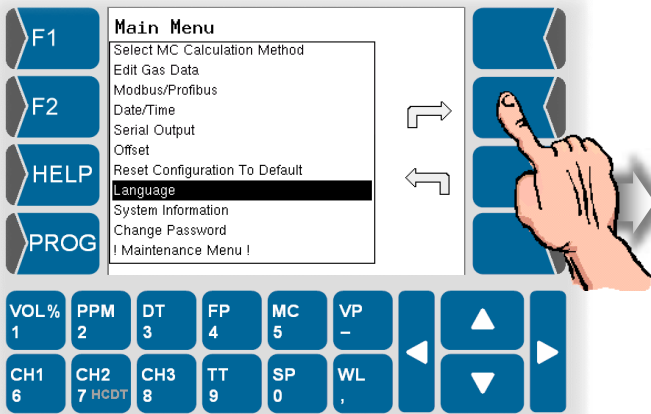 Main Menu
Select MC Calculation Method
Edit Gas Data
Modbus/Profibus
Date/Time
Serial Output
Offset
Reset Configuration To Default
Language
System Information
Change Password
! Maintenance Menu !
F1
F2
HELP
PROG
VOL% PPM DT FP MC VP
1 2 3 4 5 –
CH1 CH2 CH3 TT SP WL
6 7 HCDT 8 9 0 ,